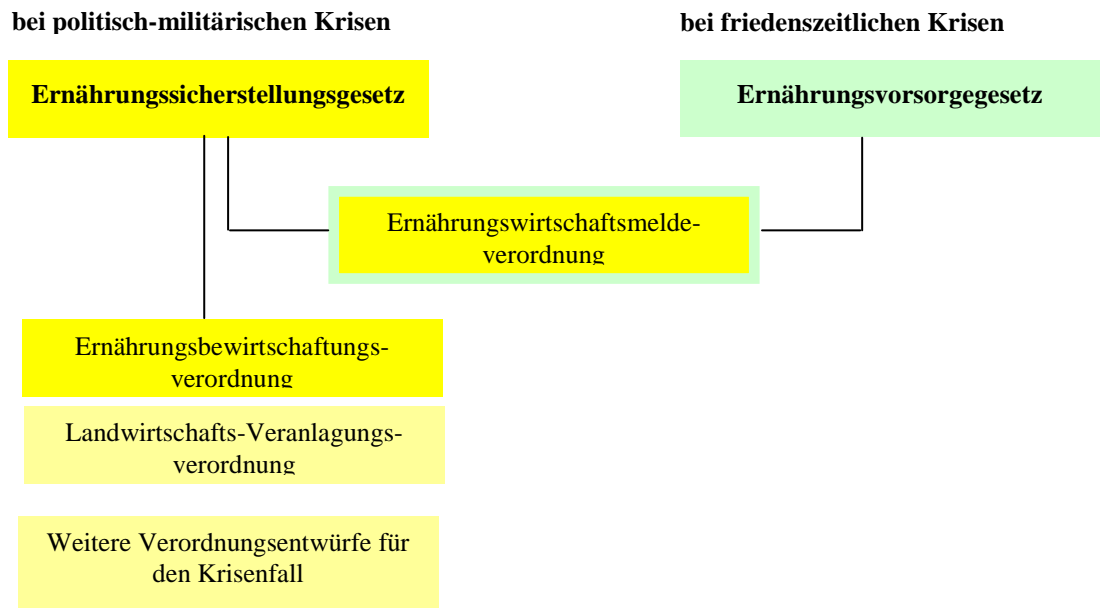 bei politisch-militärischen Krisen
bei friedenszeitlichen Krisen
Ernährungssicherstellungsgesetz
Ernährungsvorsorgegesetz
Ernährungswirtschaftsmelde-
verordnung
Ernährungsbewirtschaftungs-
verordnung
Landwirtschafts-Veranlagungs-
verordnung
Weitere Verordnungsentwürfe für
den Krisenfall